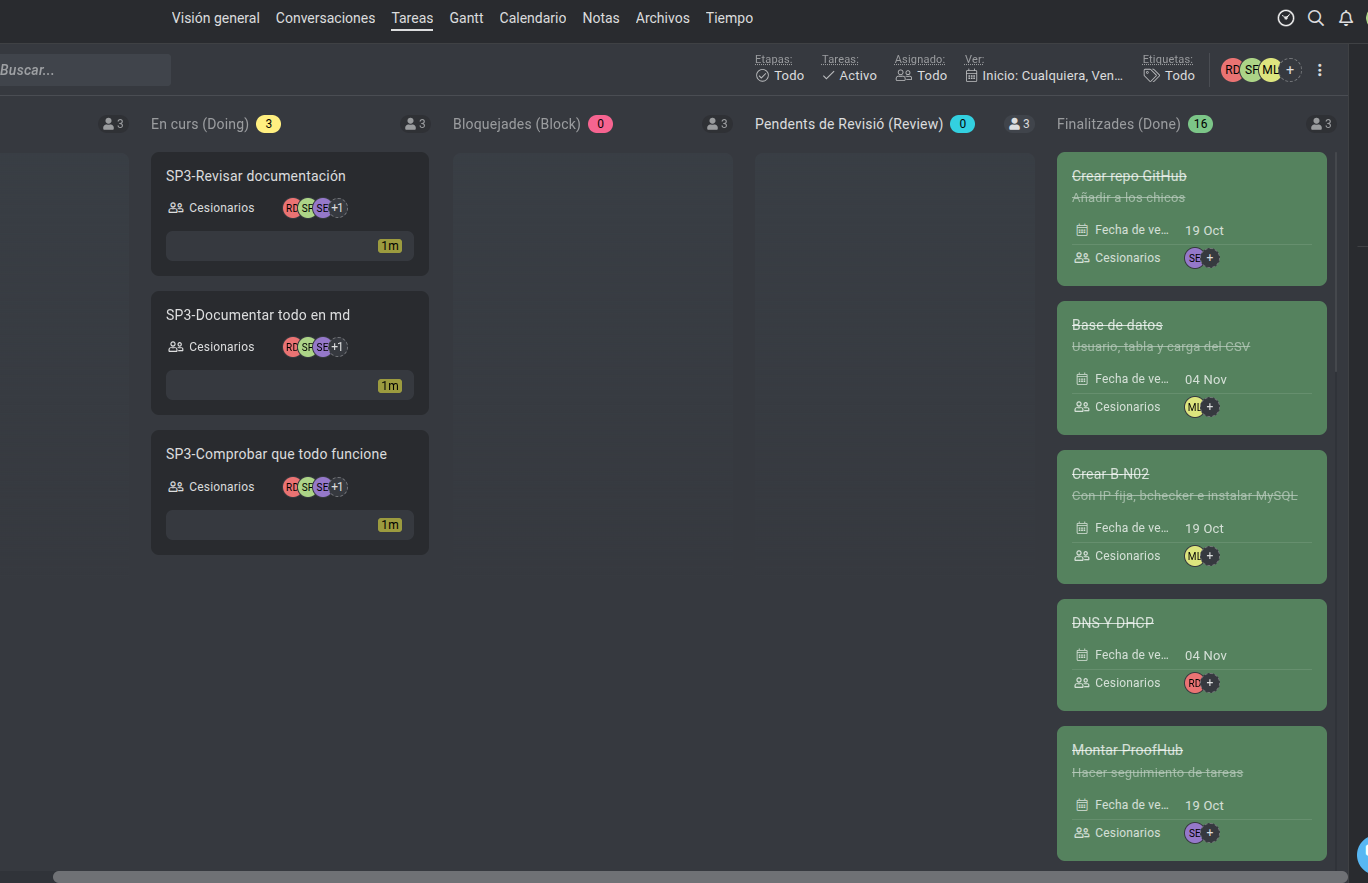 Visión general Conversaciones Tareas Gantt Calendario Notas Archivos Tiempo
Buscar...
Etapas: Todo
Tareas: Activo
Asignado: Todo
Ver: Inicio: Cualquiera, Ven...
Etiquetas: Todo
RD SF ML +
3
En curs (Doing) 3 3
SP3-Revisar documentación
Cesionarios RD SF SE +1
1m
SP3-Documentar todo en md
Cesionarios RD SF SE +1
1m
SP3-Comprobar que todo funcione
Cesionarios RD SF SE +1
1m
Bloquejades (Block) 0 3
Pendents de Revisió (Review) 0 3
Finalitzades (Done) 16 3
Crear repo GitHub
Añadir a los chicos
Fecha de ve... 19 Oct
Cesionarios SE +
Base de datos
Usuario, tabla y carga del CSV
Fecha de ve... 04 Nov
Cesionarios ML +
Crear B-N02
Con IP fija, bchecker e instalar MySQL
Fecha de ve... 19 Oct
Cesionarios ML +
DNS Y DHCP
Fecha de ve... 04 Nov
Cesionarios RD +
Montar ProofHub
Hacer seguimiento de tareas
Fecha de ve... 19 Oct
Cesionarios SE +